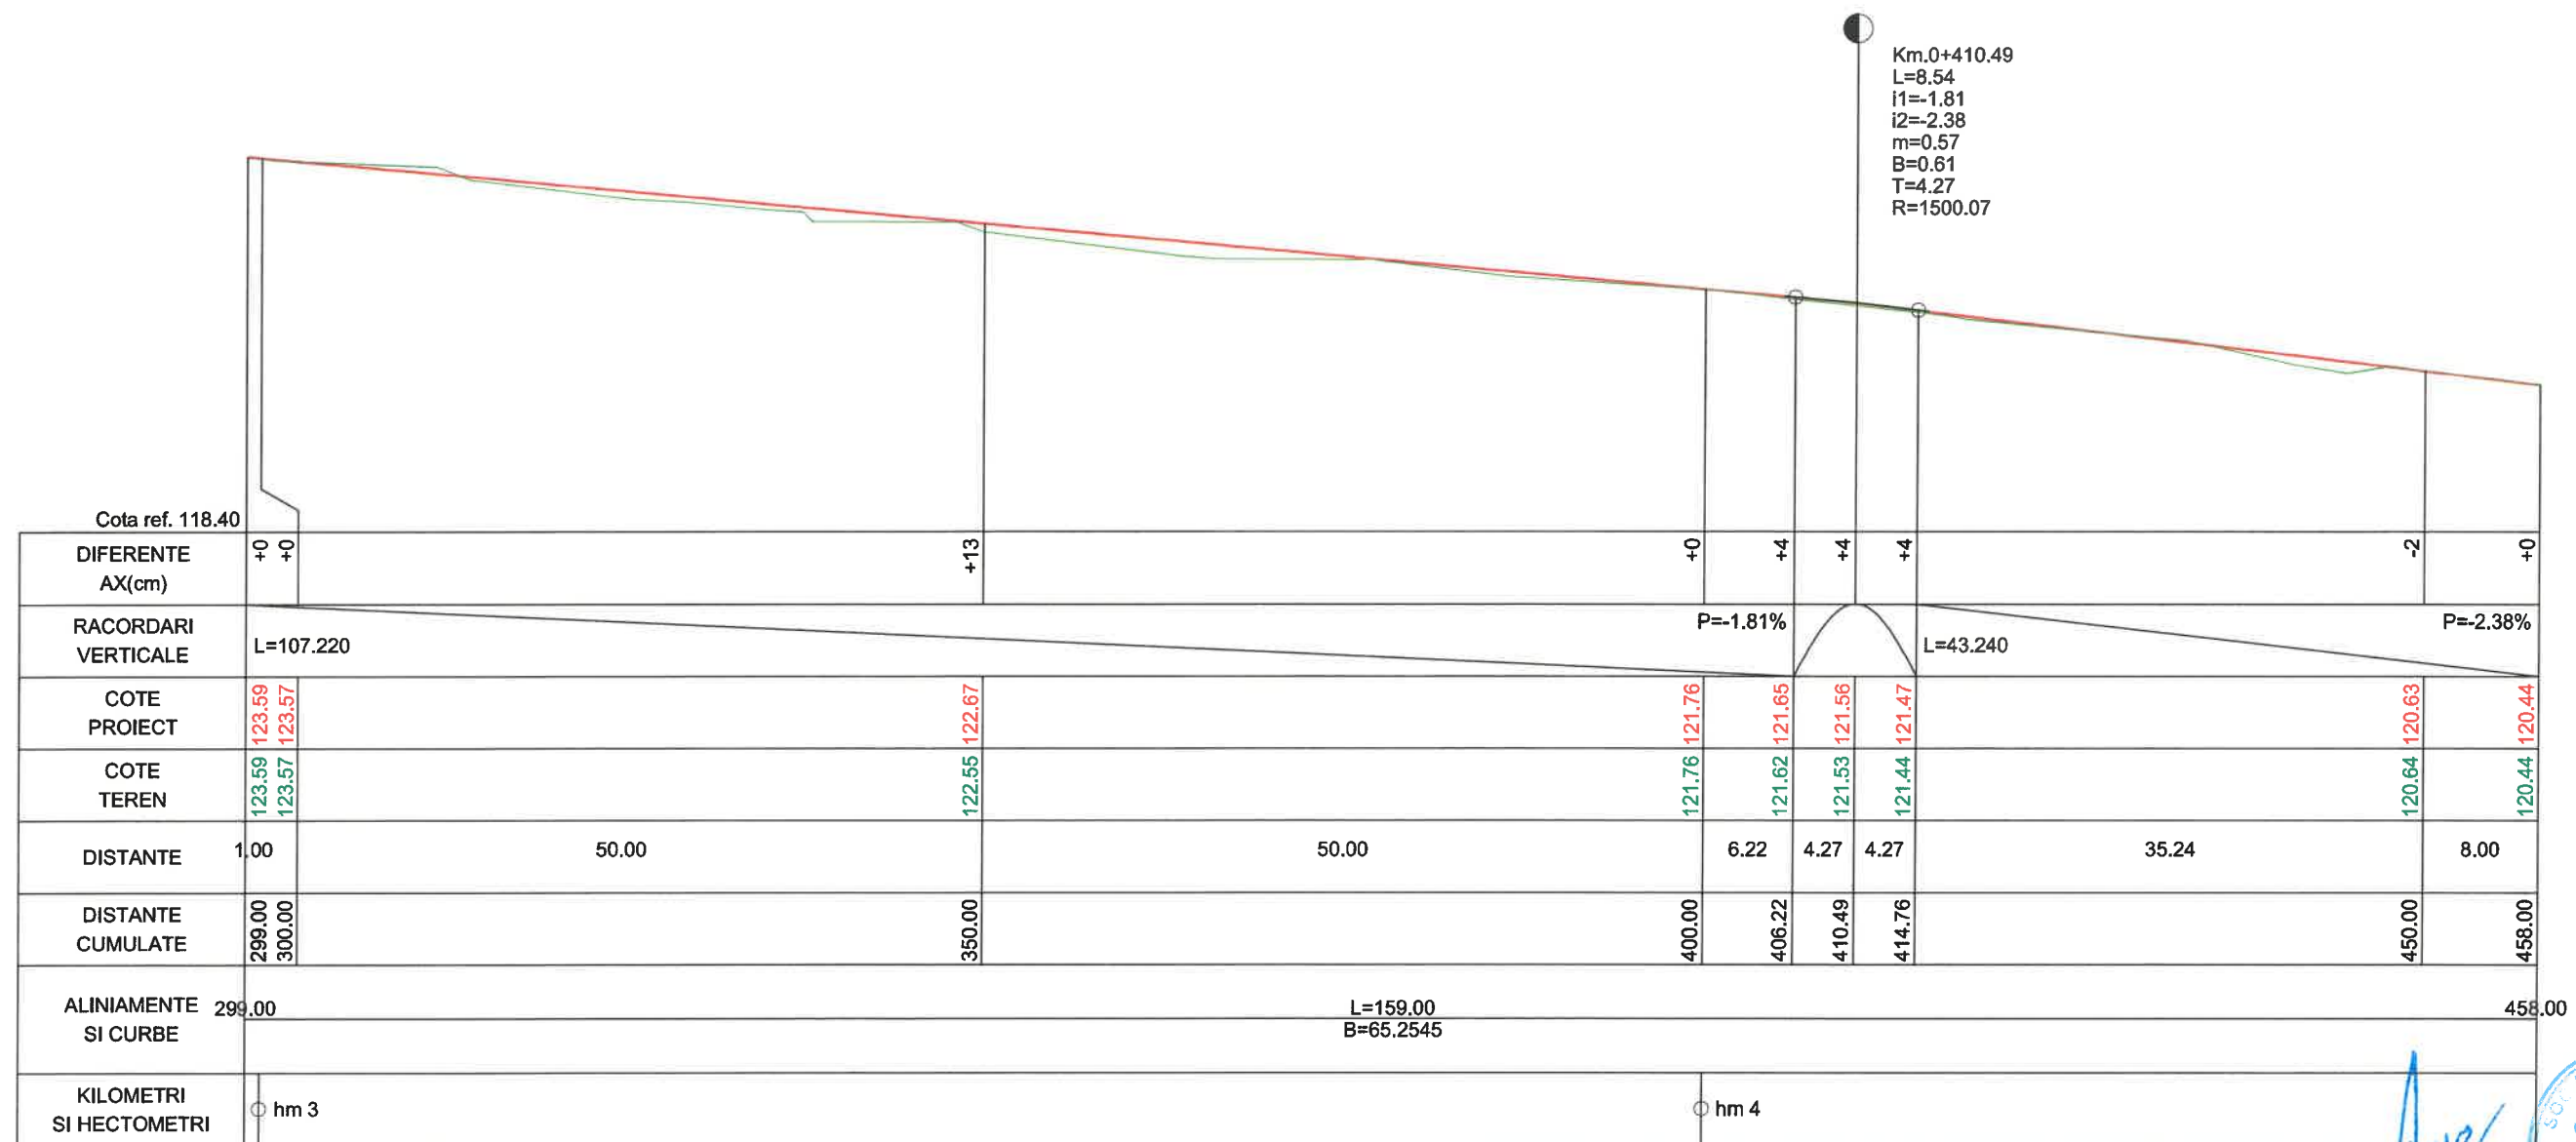 Km.0+410.49
L=8.54
i1=-1.81
i2=-2.38
m=0.57
B=0.61
T=4.27
R=1500.07
Cota ref. 118.40
DIFERENTE
AX(cm)
+0
+0
+13
+0
+4
+4
+4
-2
+0
RACORDARI
VERTICALE
L=107.220
P=-1.81%
L=43.240
P=-2.38%
COTE
PROIECT
123.59
123.57
122.67
121.76
121.65
121.56
121.47
120.63
120.44
COTE
TEREN
123.59
123.57
122.55
121.76
121.62
121.53
121.44
120.64
120.44
DISTANTE
1.00
50.00
50.00
6.22
4.27
4.27
35.24
8.00
DISTANTE
CUMULATE
299.00
300.00
350.00
400.00
406.22
410.49
414.76
450.00
458.00
ALINIAMENTE
SI CURBE
299.00
L=159.00
B=65.2545
458.00
KILOMETRI
SI HECTOMETRI
hm 3
hm 4